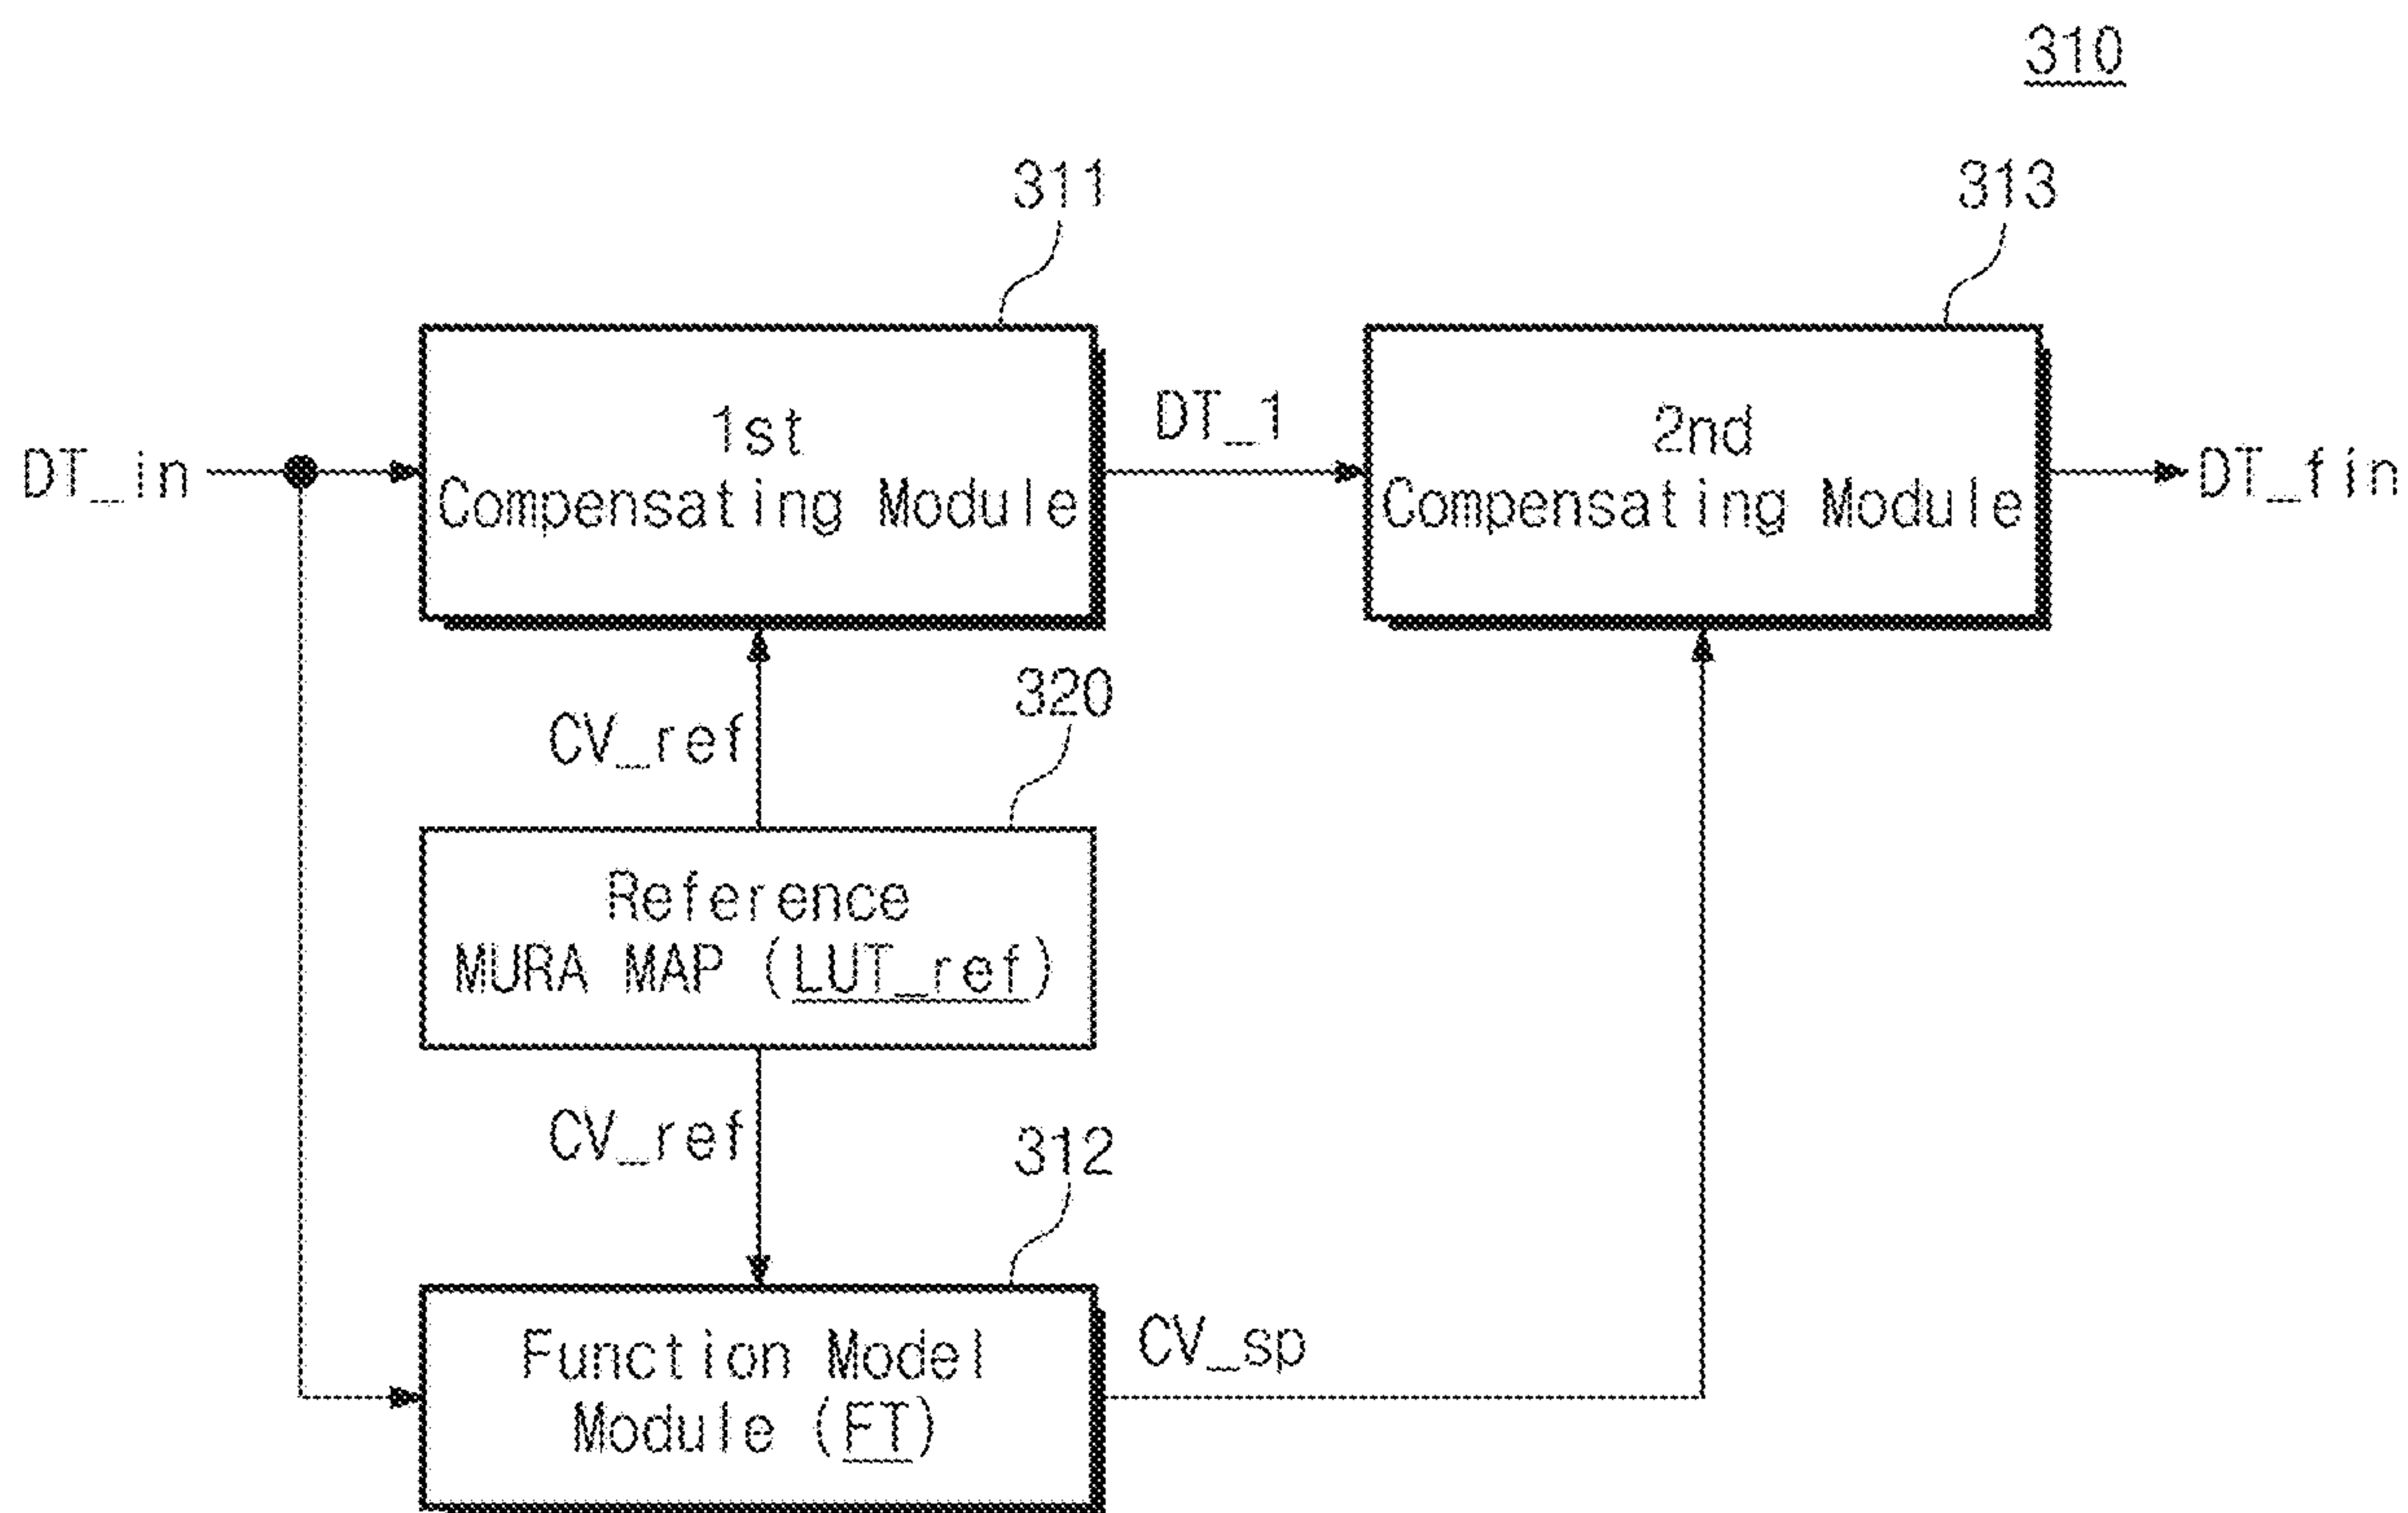 310
311
313
1st
Compensating Module
DT_1
2nd
Compensating Module
DT_in
DT_fin
320
CV_ref
Reference
MURA MAP (LUT_ref)
CV_ref
312
Function Model
Module (FT)
CV_sp